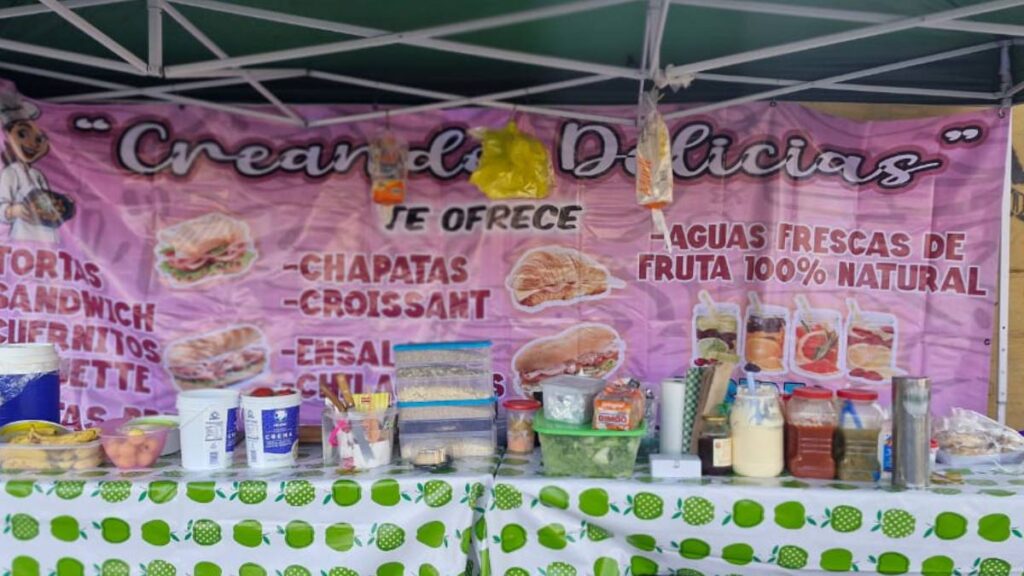 “Creando Delicias”
TE OFRECE
TORTAS
SANDWICH
CUERNITOS
-CHAPATAS
-CROISSANT
-AGUAS FRESCAS DE
FRUTA 100% NATURAL
CREMA